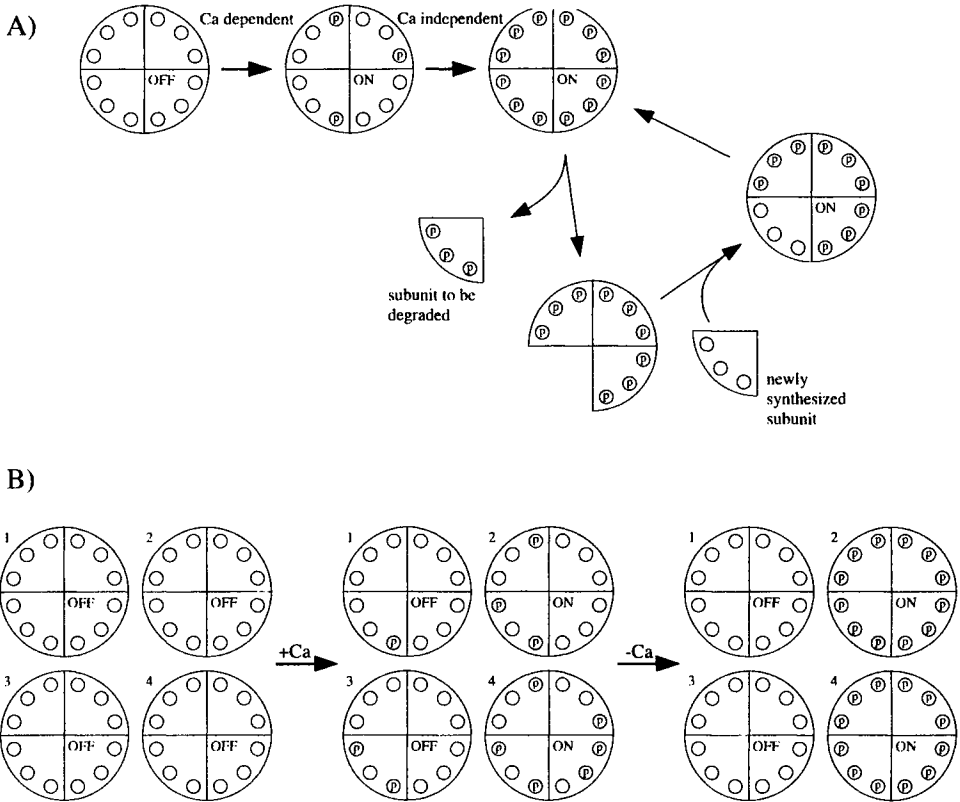 A)
Ca dependent
Ca independent
P P P
P P P P
OFF
ON
P
ON
P P P P P P
P P P P
P
ON
P P P
P
P
P
subunit to be
degraded
P P
P P
P P
P
P
P
newly
synthesized
subunit
B)
1
2
1
2
P
1
2
P P
P P
P P
OFF
OFF
OFF
P
ON
OFF
P
ON
P
P P
P
P
P P
+Ca
-Ca
3
4
3
4
P
3
4
P P
P P
P
P P
OFF
OFF
P
OFF
ON
P
OFF
P
ON
P
P
P P
P
P
P
P P